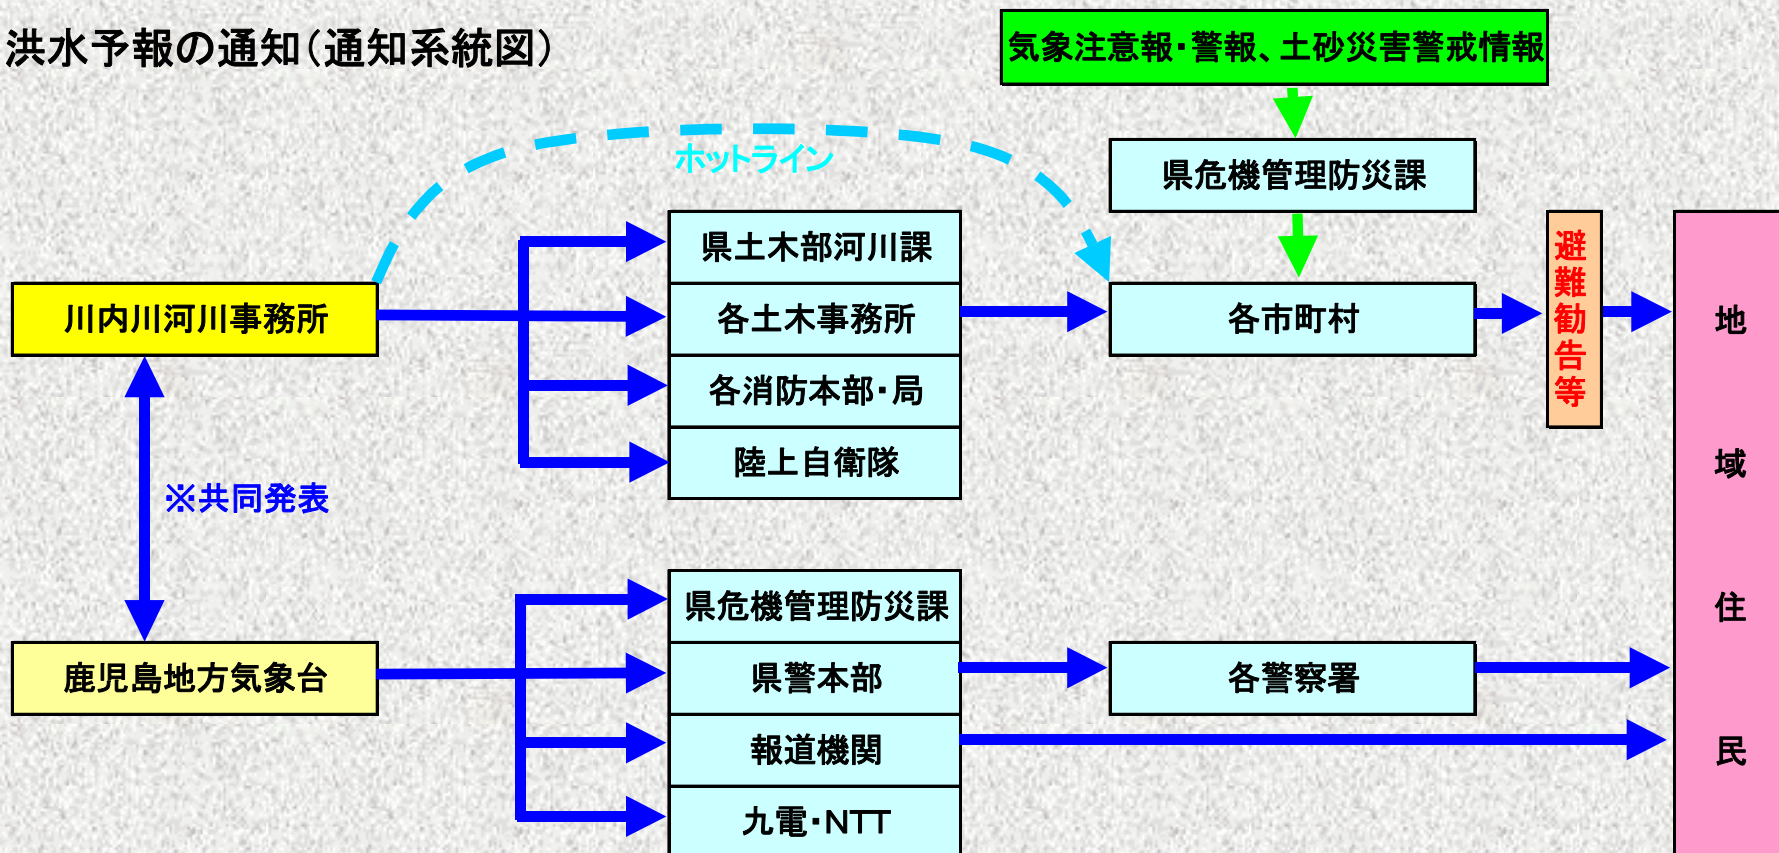 洪水予報の通知(通知系統図)
気象注意報・警報、土砂災害警戒情報
ホットライン
県危機管理防災課
県土木部河川課
川内川河川事務所
各土木事務所
各市町村
避難勧告等
各消防本部・局
陸上自衛隊
※共同発表
県危機管理防災課
鹿児島地方気象台
県警本部
各警察署
報道機関
九電・NTT
地域住民